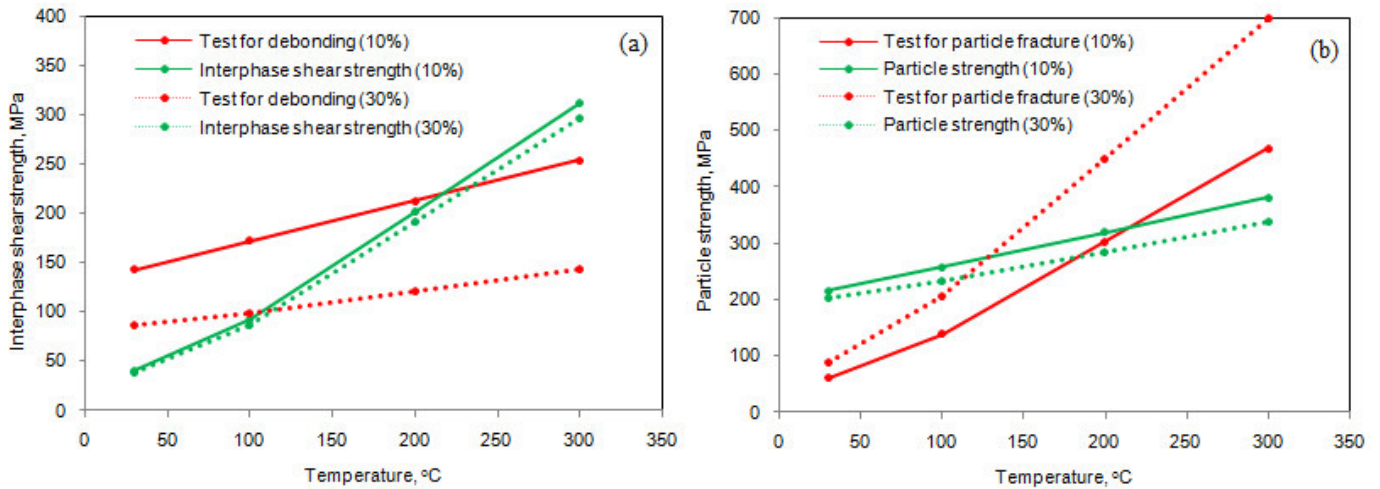 400
350
300
250
200
150
100
50
0
Interphase shear strength, MPa
Test for debonding (10%)
Interphase shear strength (10%)
Test for debonding (30%)
Interphase shear strength (30%)
(a)
0 50 100 150 200 250 300 350
Temperature, °C
700
600
500
400
300
200
100
0
Particle strength, MPa
Test for particle fracture (10%)
Particle strength (10%)
Test for particle fracture (30%)
Particle strength (30%)
(b)
0 50 100 150 200 250 300 350
Temperature, °C